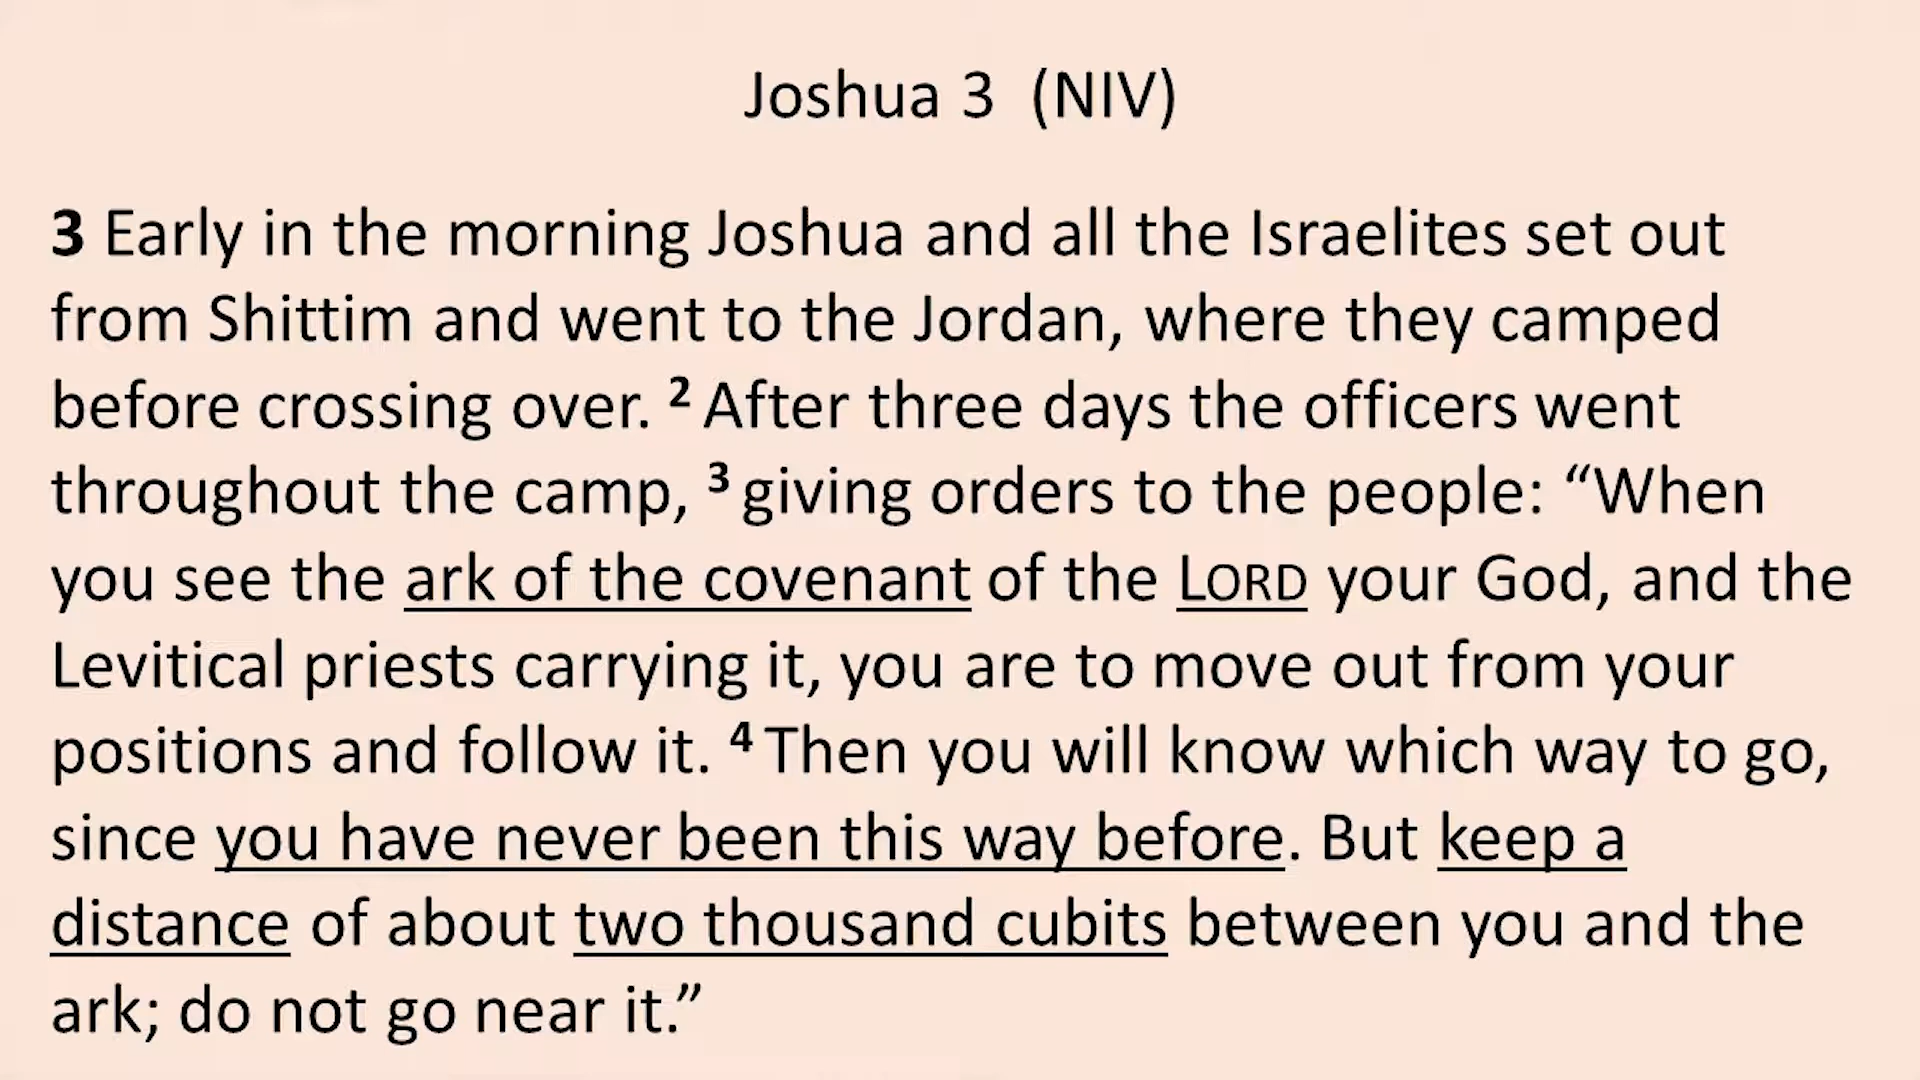 Joshua 3 (NIV)
3 Early in the morning Joshua and all the Israelites set out
from Shittim and went to the Jordan, where they camped
before crossing over. 2 After three days the officers went
throughout the camp, 3 giving orders to the people: “When
you see the ark of the covenant of the LORD your God, and the
Levitical priests carrying it, you are to move out from your
positions and follow it. 4 Then you will know which way to go,
since you have never been this way before. But keep a
distance of about two thousand cubits between you and the
ark; do not go near it.”